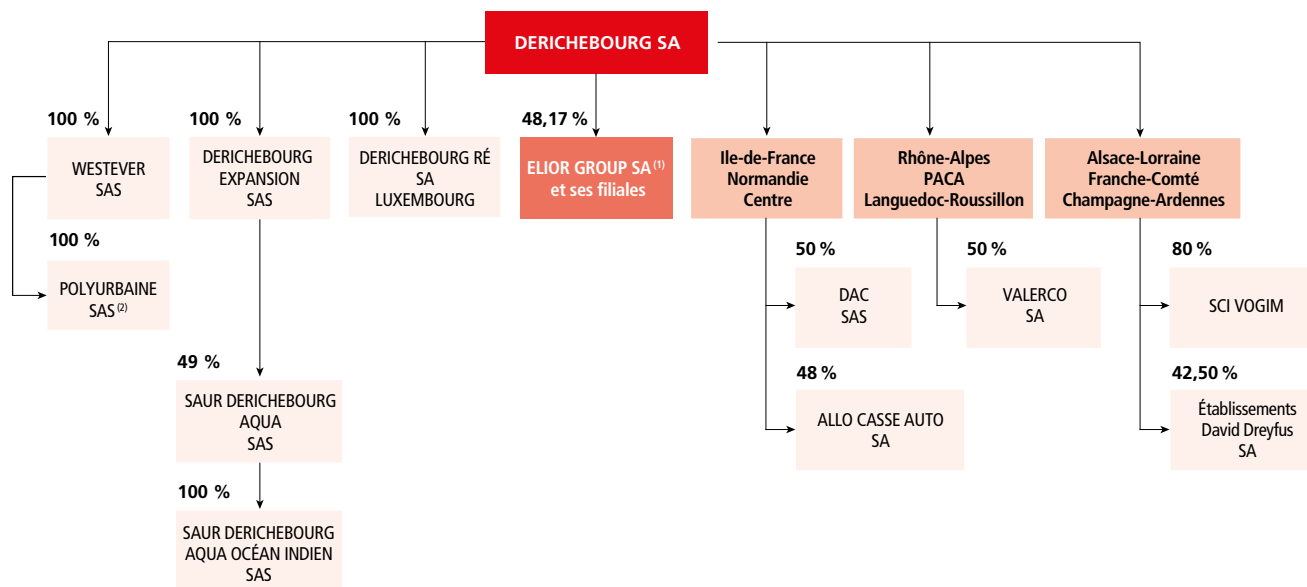 DERICHEBOURG SA
100 %
WESTEVER
SAS
100 %
POLYURBAINE
SAS (2)
100 %
DERICHEBOURG
EXPANSION
SAS
49 %
SAUR DERICHEBOURG
AQUA
SAS
100 %
SAUR DERICHEBOURG
AQUA OCÉAN INDIEN
SAS
100 %
DERICHEBOURG RÉ
SA
LUXEMBOURG
48,17 %
ELIOR GROUP SA (1)
et ses filiales
Ile-de-France
Normandie
Centre
50 %
DAC
SAS
48 %
ALLO CASSE AUTO
SA
Rhône-Alpes
PACA
Languedoc-Roussillon
50 %
VALERCO
SA
Alsace-Lorraine
Franche-Comté
Champagne-Ardennes
80 %
SCI VOGIM
42,50 %
Établissements
David Dreyfus
SA